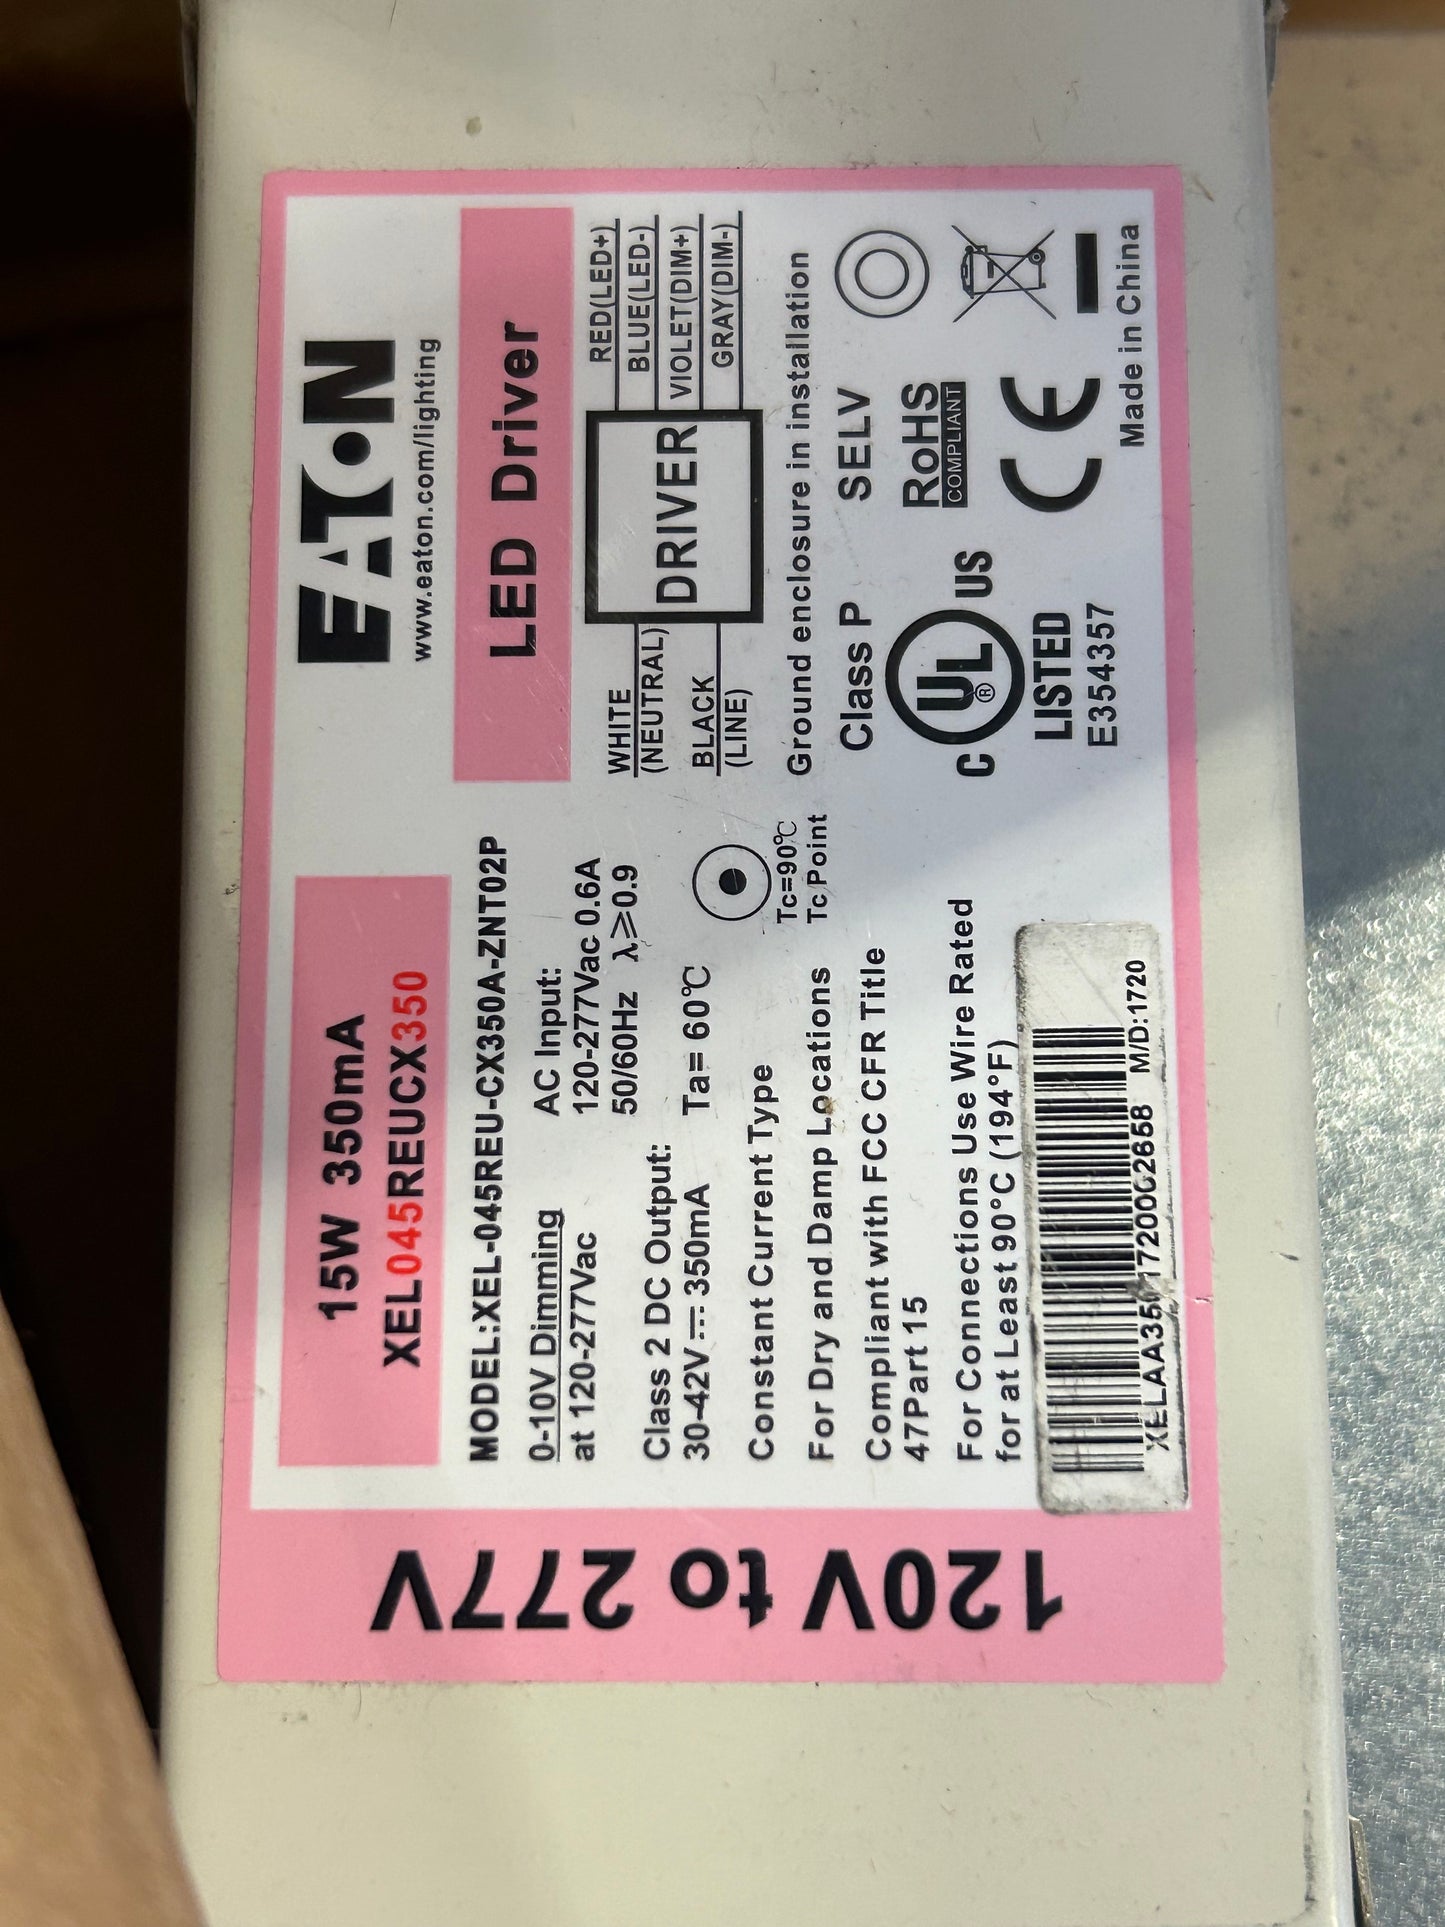 120V to 277V
15W 350mA
XEL045REUCX350
MODEL:XEL-045REU-CX350A-ZNT02P
0-10V Dimming
at 120-277Vac
AC Input:
120-277Vac 0.6A
50/60Hz λ≥0.9
Class 2 DC Output:
30-42V⎓350mA
Ta= 60℃
Constant Current Type
Tc=90℃
Tc Point
For Dry and Damp Locations
Compliant with FCC CFR Title
47Part 15
For Connections Use Wire Rated
for at Least 90°C (194°F)
M/D:1720
EATON
www.eaton.com/lighting
LED Driver
WHITE
(NEUTRAL)
BLACK
(LINE)
DRIVER
RED(LED+)
BLUE(LED-)
VIOLET(DIM+)
GRAY(DIM-)
Ground enclosure in installation
Class P SELV
C UL ® US
LISTED
E354357
RoHS
COMPLIANT
CE
Made in China